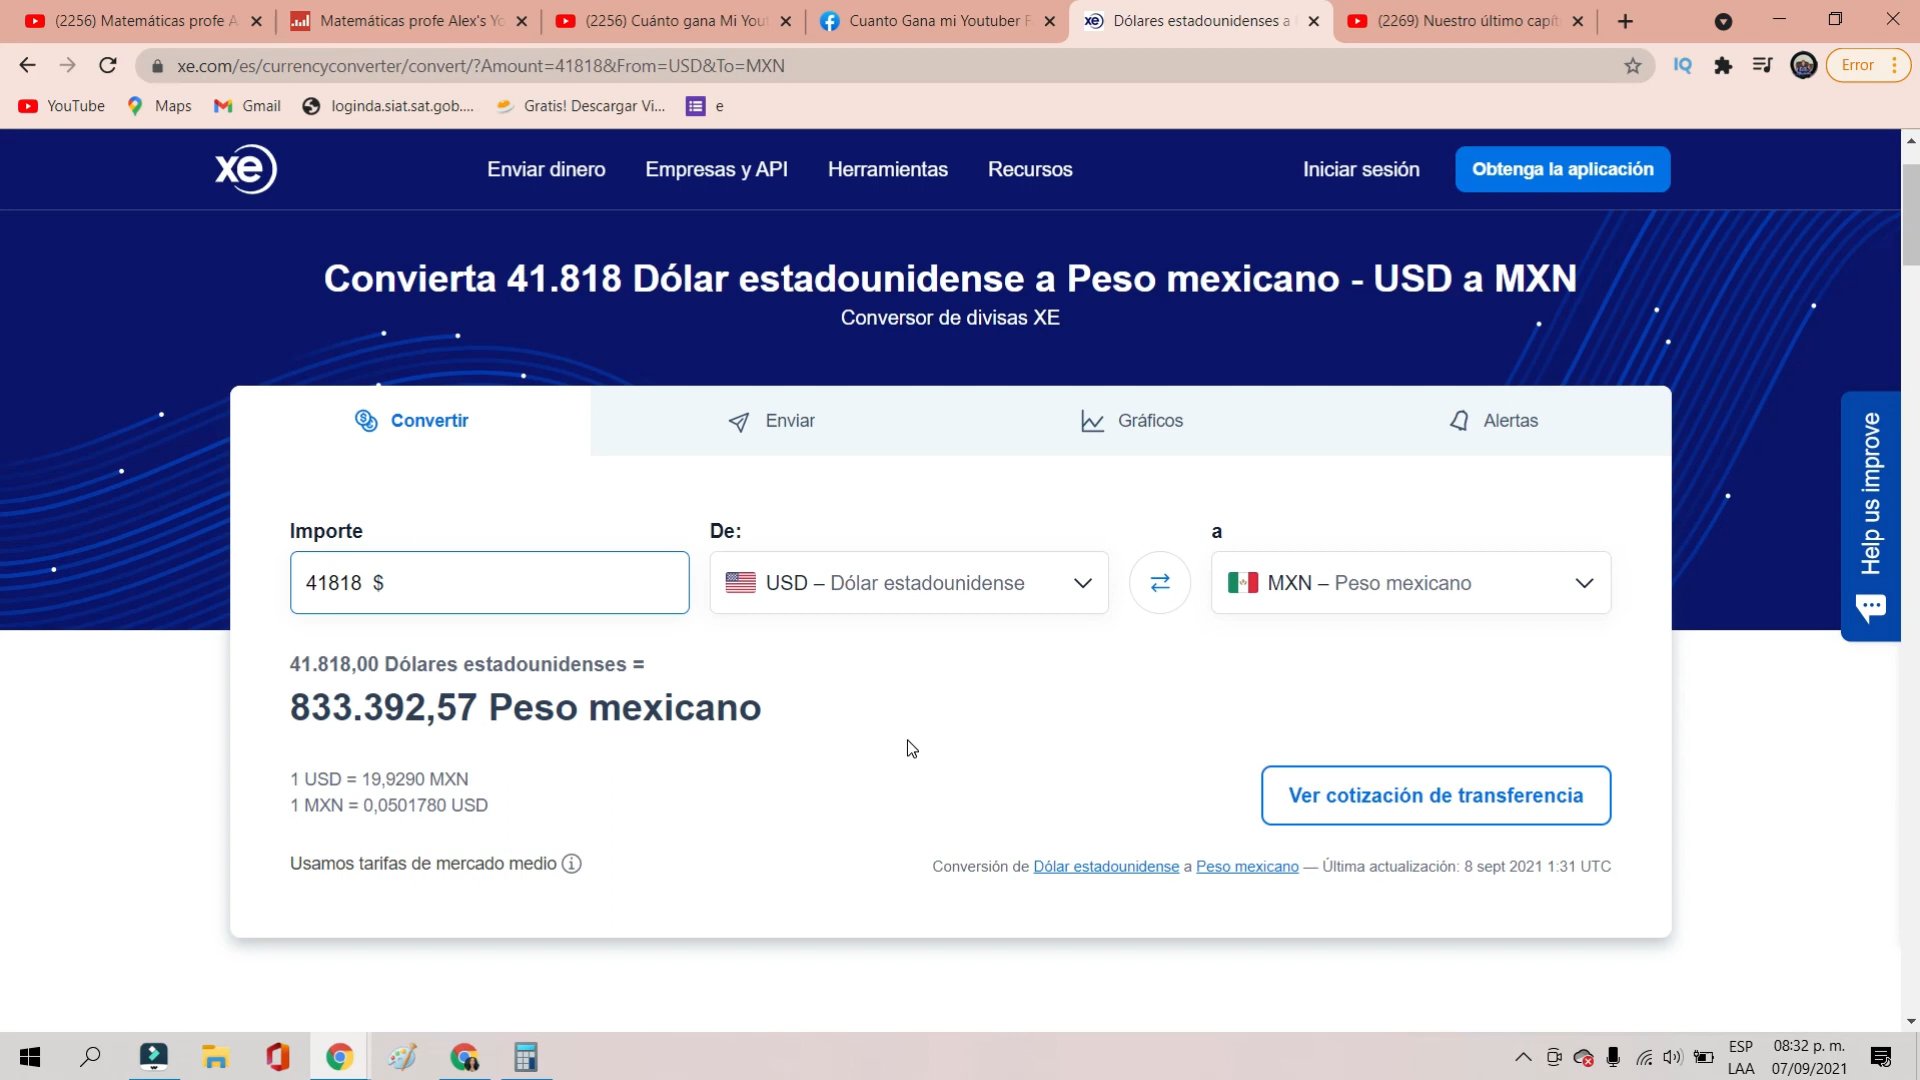 (2256) Matemáticas profe A
Matemáticas profe Alex's Yo
(2256) Cuánto gana Mi Yout
Cuanto Gana mi Youtuber F
Dólares estadounidenses a
(2269) Nuestro último capít
xe.com/es/currencyconverter/convert/?Amount=41818&From=USD&To=MXN
IQ
Error
YouTube
Maps
Gmail
loginda.siat.sat.gob....
Gratis! Descargar Vi...
e
xe
Enviar dinero
Empresas y API
Herramientas
Recursos
Iniciar sesión
Obtenga la aplicación
Convierta 41.818 Dólar estadounidense a Peso mexicano - USD a MXN
Conversor de divisas XE
Convertir
Enviar
Gráficos
Alertas
Help us improve
Importe
De:
a
41818 $
USD – Dólar estadounidense
MXN – Peso mexicano
41.818,00 Dólares estadounidenses =
833.392,57 Peso mexicano
1 USD = 19,9290 MXN
1 MXN = 0,0501780 USD
Ver cotización de transferencia
Usamos tarifas de mercado medio
Conversión de Dólar estadounidense a Peso mexicano — Última actualización: 8 sept 2021 1:31 UTC
ESP
LAA
08:32 p. m.
07/09/2021